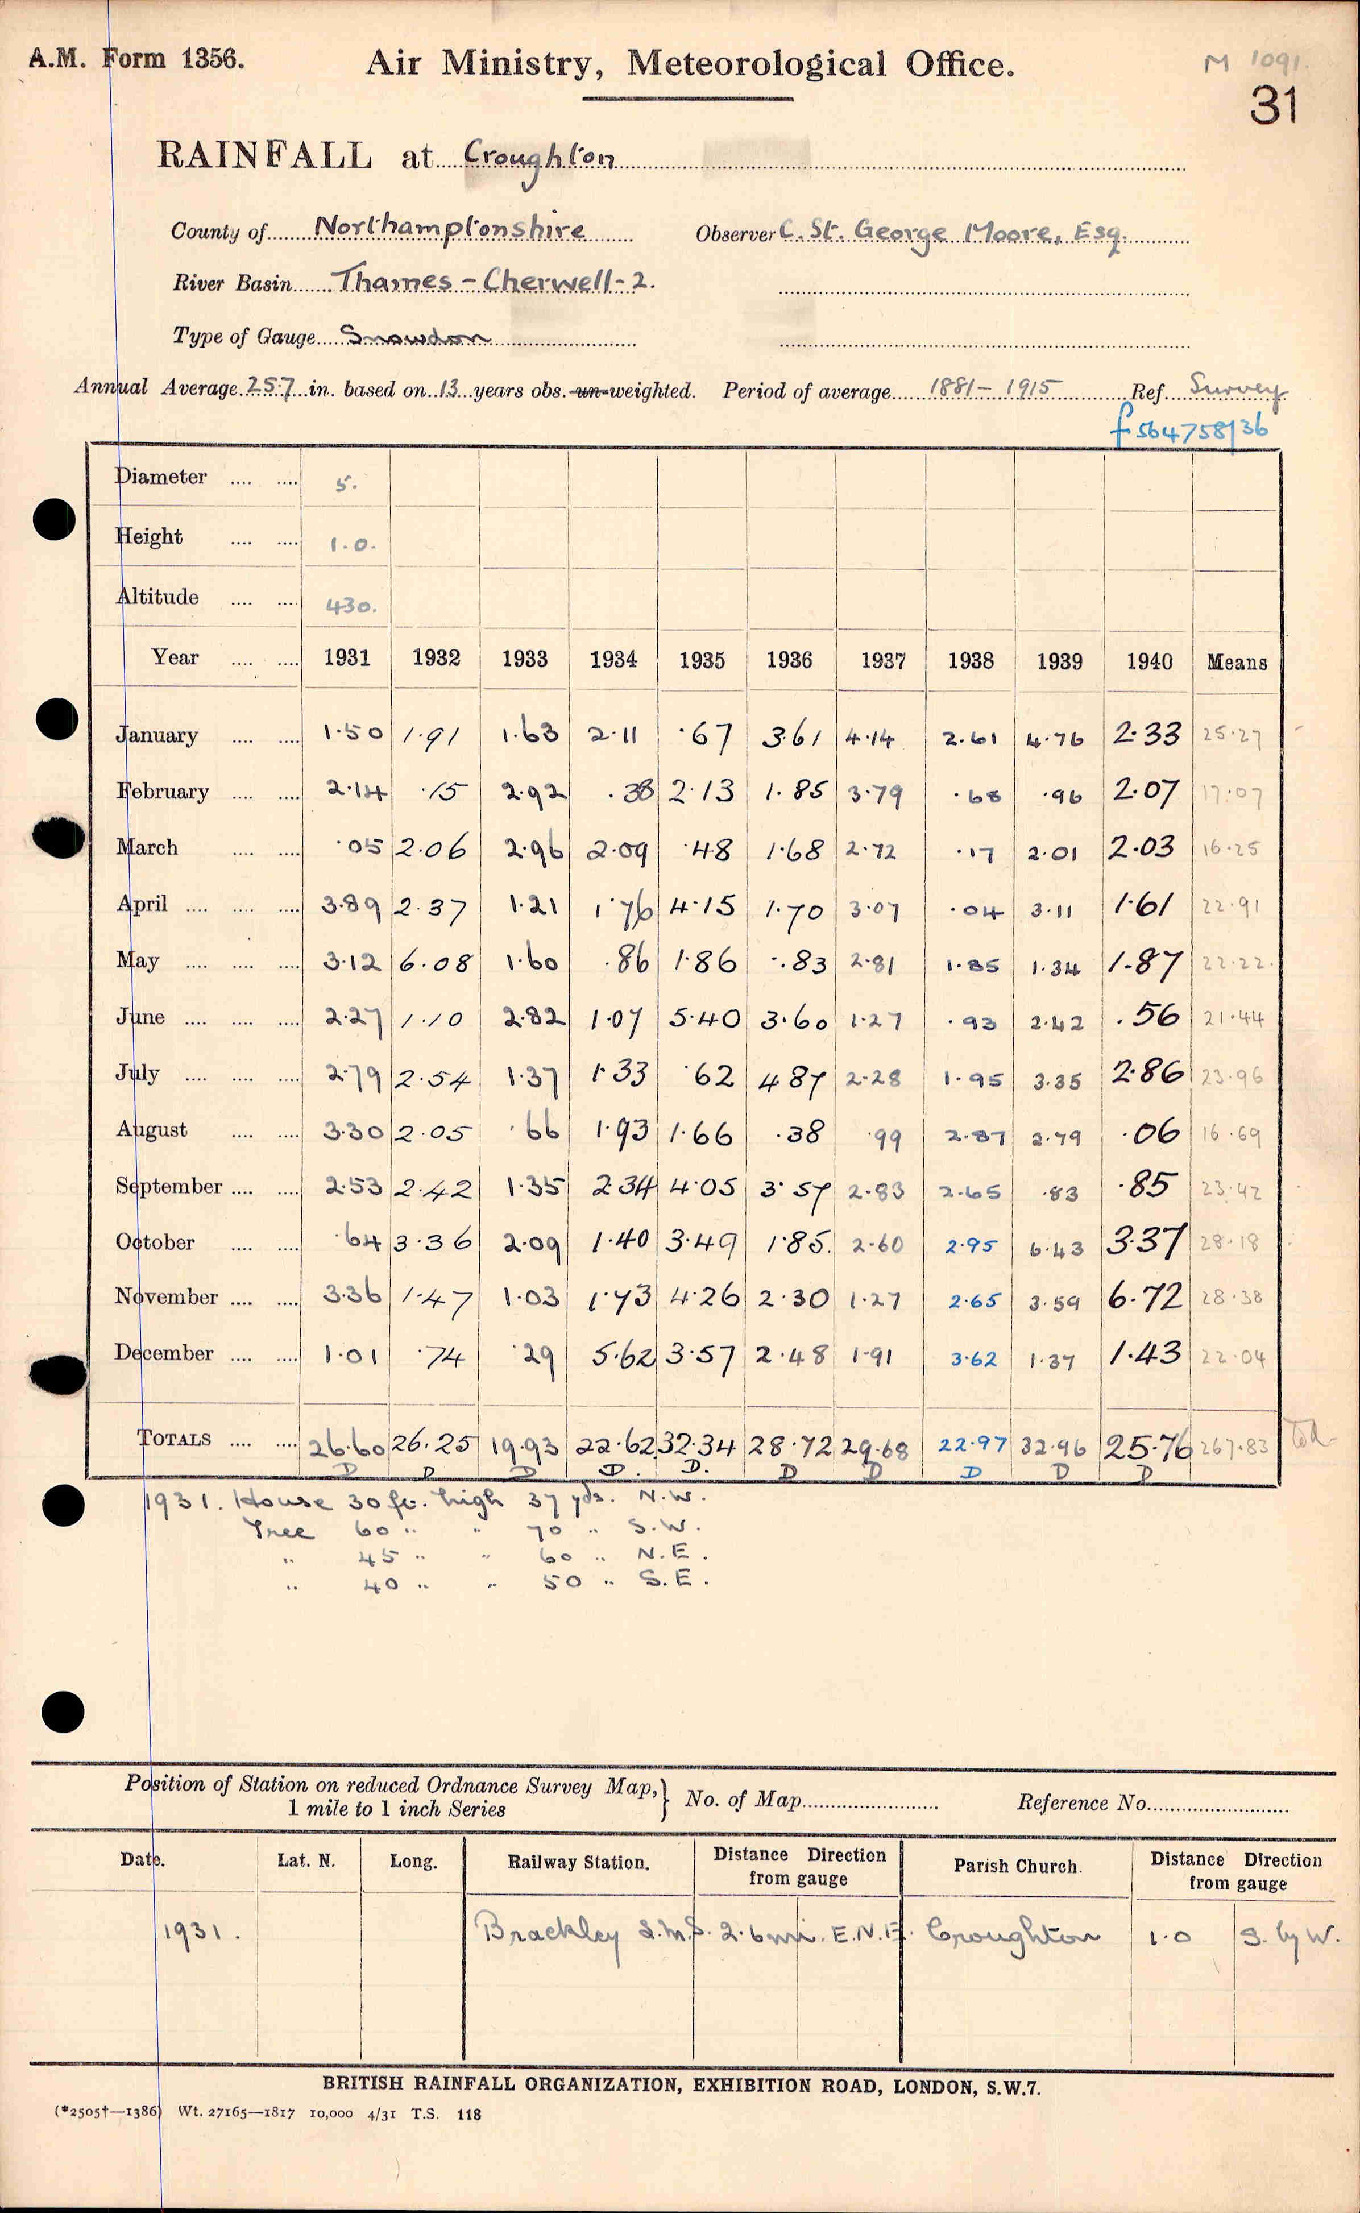 A.M. Form 1356.
Air Ministry, Meteorological Office.
M 1091.
31
RAINFALL at Croughton
County of Northamptonshire Observer C. St. George Moore, Esq.
River Basin Thames - Cherwell - 2.
Type of Gauge Snowdon
Annual Average 25.7 in. based on 13 years obs. un-weighted. Period of average 1881 - 1915 Ref. Survey
f 564758/36
Diameter .... .... 5.
Height .... .... 1.0.
Altitude .... .... 430.
Year .... .... 1931 1932 1933 1934 1935 1936 1937 1938 1939 1940 Means
January .... .... 1.50 1.91 1.63 2.11 .67 3.61 4.14 2.61 4.76 2.33 25.27
February .... .... 2.14 .15 2.92 .38 2.13 1.85 3.79 .68 .96 2.07 17.07
March .... .... .05 2.06 2.96 2.09 .48 1.68 2.72 .17 2.01 2.03 16.25
April .... .... .... 3.89 2.37 1.21 1.76 4.15 1.70 3.07 .04 3.11 1.61 22.91
May .... .... .... 3.12 6.08 1.60 .86 1.86 .83 2.81 1.85 1.34 1.87 22.22
June .... .... .... 2.27 1.10 2.82 1.07 5.40 3.60 1.27 .93 2.42 .56 21.44
July .... .... .... 2.79 2.54 1.37 1.33 .62 4.87 2.28 1.95 3.35 2.86 23.96
August .... .... 3.30 2.05 .66 1.93 1.66 .38 .99 2.87 2.79 .06 16.69
September .... .... 2.53 2.42 1.35 2.34 4.05 3.57 2.83 2.65 .83 .85 23.42
October .... .... .64 3.36 2.09 1.40 3.49 1.85. 2.60 2.95 6.43 3.37 28.18
November .... .... 3.36 1.47 1.03 1.73 4.26 2.30 1.27 2.65 3.59 6.72 28.38
December .... .... 1.01 .74 .29 5.62 3.57 2.48 1.91 3.62 1.37 1.43 22.04
TOTALS .... .... 26.60 26.25 19.93 22.62 32.34 28.72 29.68 22.97 32.96 25.76 267.83
D D D D. D. D D D D D
1931. House 30 ft. high 37 yds. N.W.
Tree 60 " " 70 " S.W.
" 45 " " 60 " N.E.
" 40 " " 50 " S.E.
Position of Station on reduced Ordnance Survey Map,} No. of Map Reference No.
1 mile to 1 inch Series
Date. Lat. N. Long. Railway Station. Distance Direction from gauge Parish Church. Distance Direction from gauge
1931. Brackley L.M.S. 2.6 mi. E.N.E. Croughton 1.0 S. by W.
BRITISH RAINFALL ORGANIZATION, EXHIBITION ROAD, LONDON, S.W.7.
(*2505†—1386) Wt. 27165—1817 10,000 4/31 T.S. 118